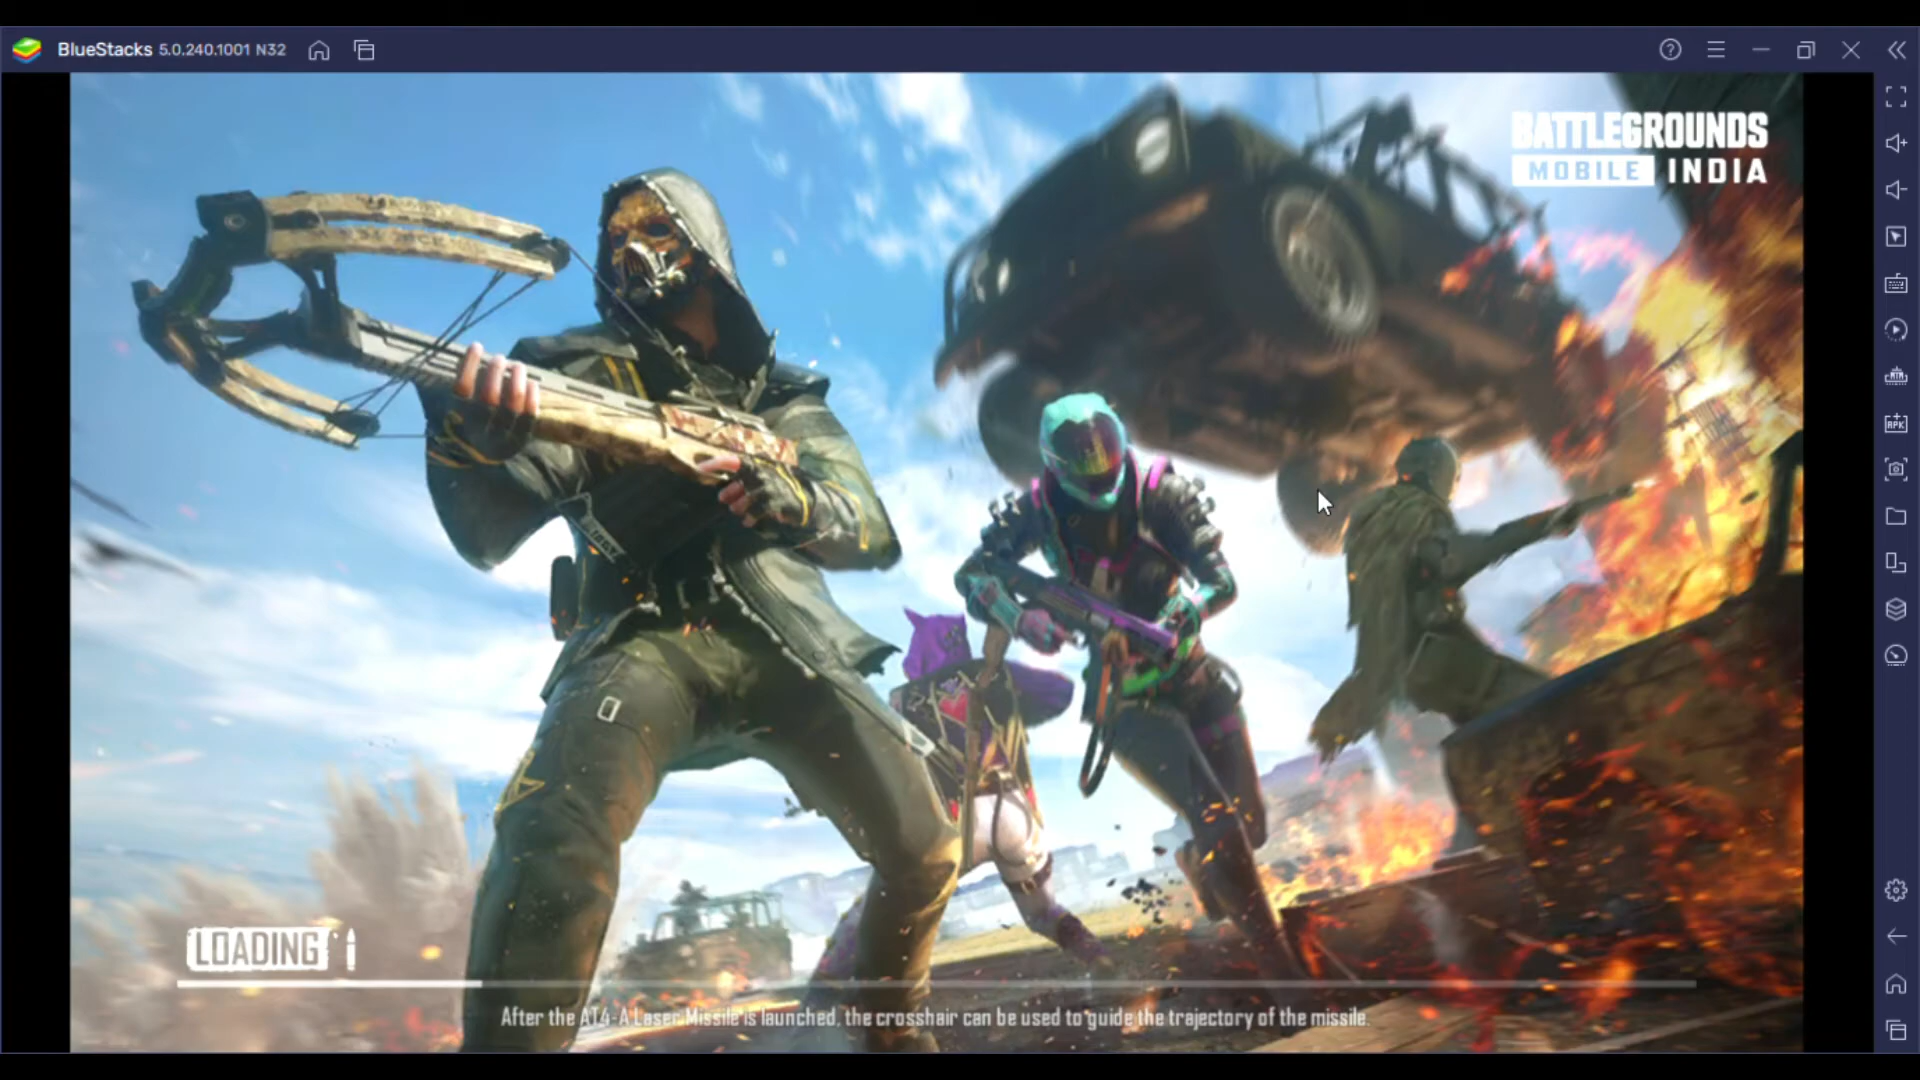 BlueStacks 5.0.240.1001 N32
BATTLEGROUNDS
MOBILE INDIA
LOADING
After the AT4-A Laser Missile is launched, the crosshair can be used to guide the trajectory of the missile.
APK